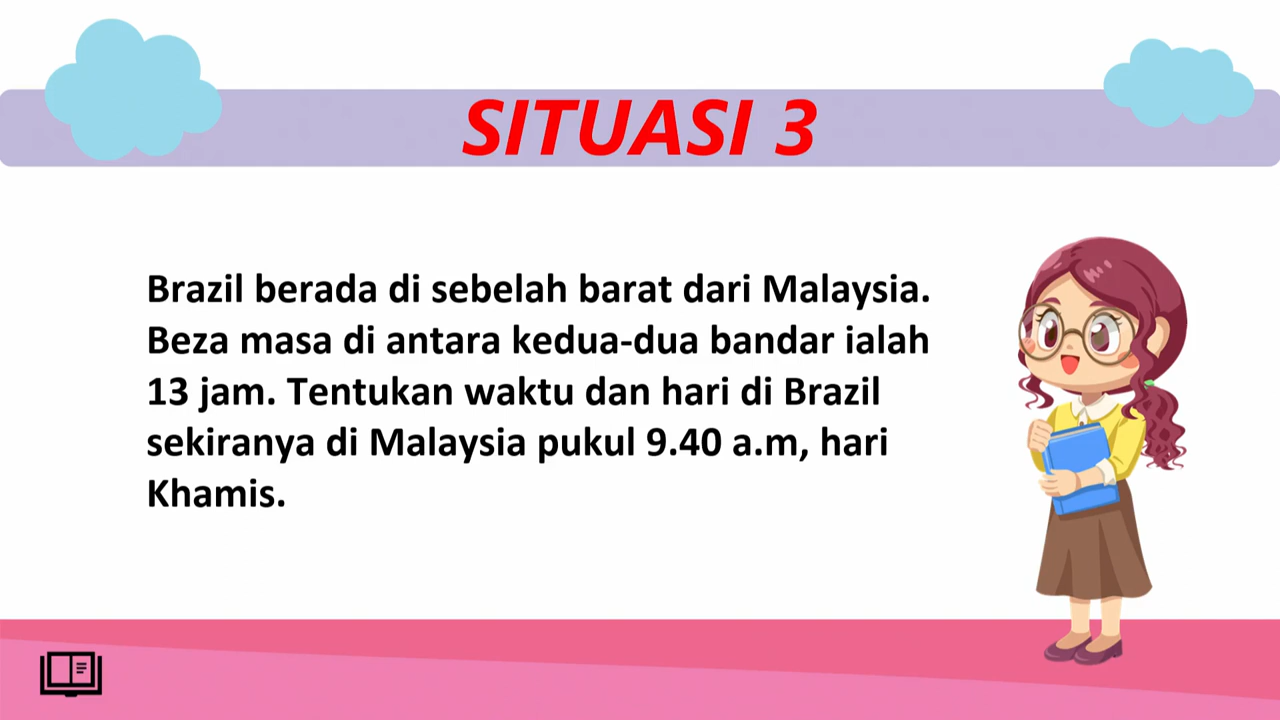 SITUASI 3
Brazil berada di sebelah barat dari Malaysia.
Beza masa di antara kedua-dua bandar ialah
13 jam. Tentukan waktu dan hari di Brazil
sekiranya di Malaysia pukul 9.40 a.m, hari
Khamis.